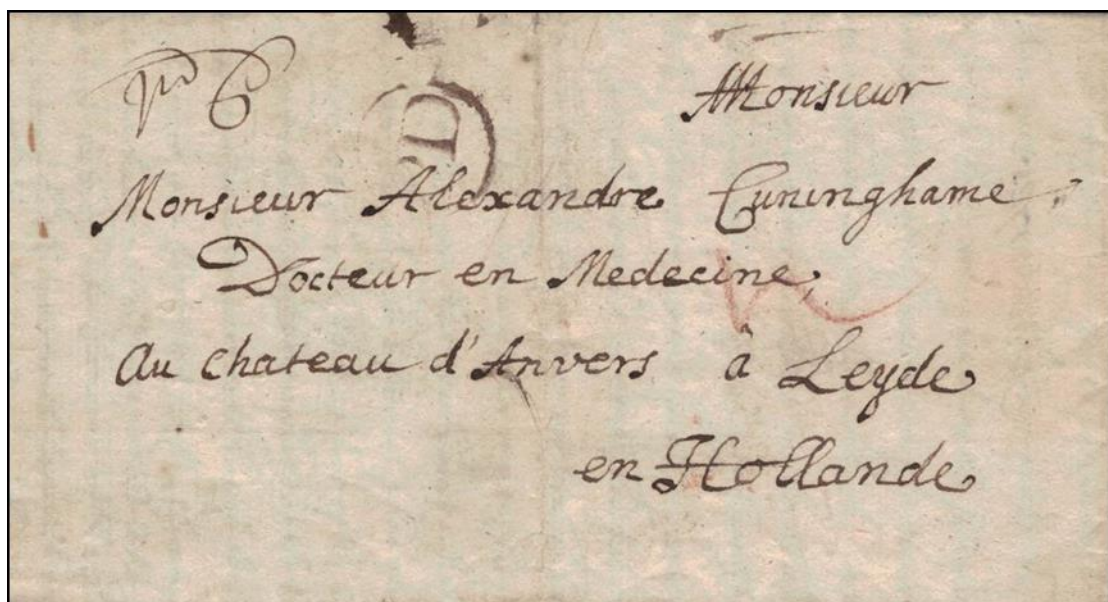 Monsieur
Monsieur Alexandre Cuninghame
Docteur en Medecine,
Au Chateau d'Anvers â Leyde
en Hollande